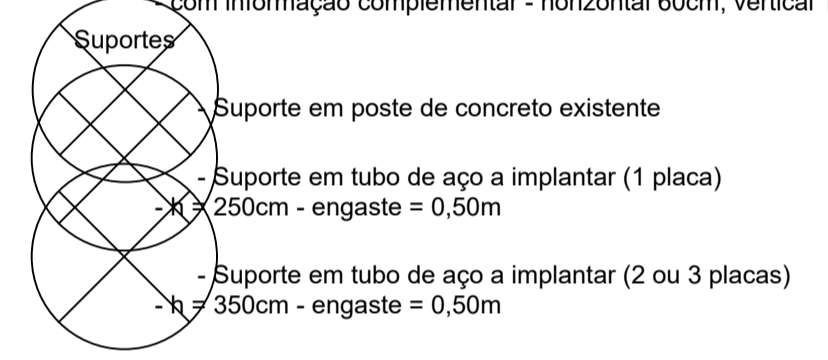 - com informação complementar - horizontal 60cm, vertical
Suportes
- Suporte em poste de concreto existente
- Suporte em tubo de aço a implantar (1 placa)
- h = 250cm - engaste = 0,50m
- Suporte em tubo de aço a implantar (2 ou 3 placas)
- h = 350cm - engaste = 0,50m